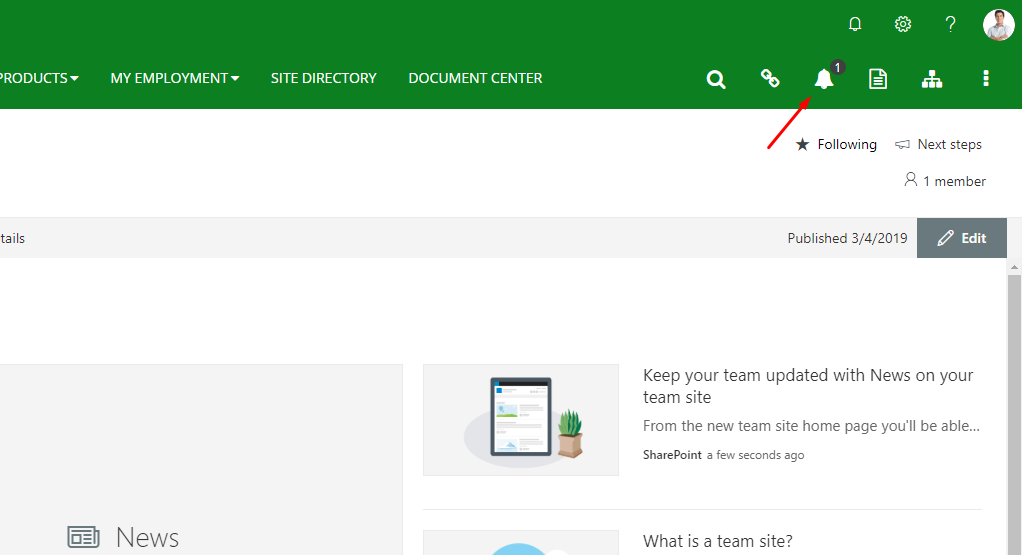 ?
PRODUCTS
MY EMPLOYMENT
SITE DIRECTORY
DOCUMENT CENTER
1
Following
Next steps
1 member
tails
Published 3/4/2019
Edit
Keep your team updated with News on your
team site
From the new team site home page you'll be able...
SharePoint a few seconds ago
News
What is a team site?